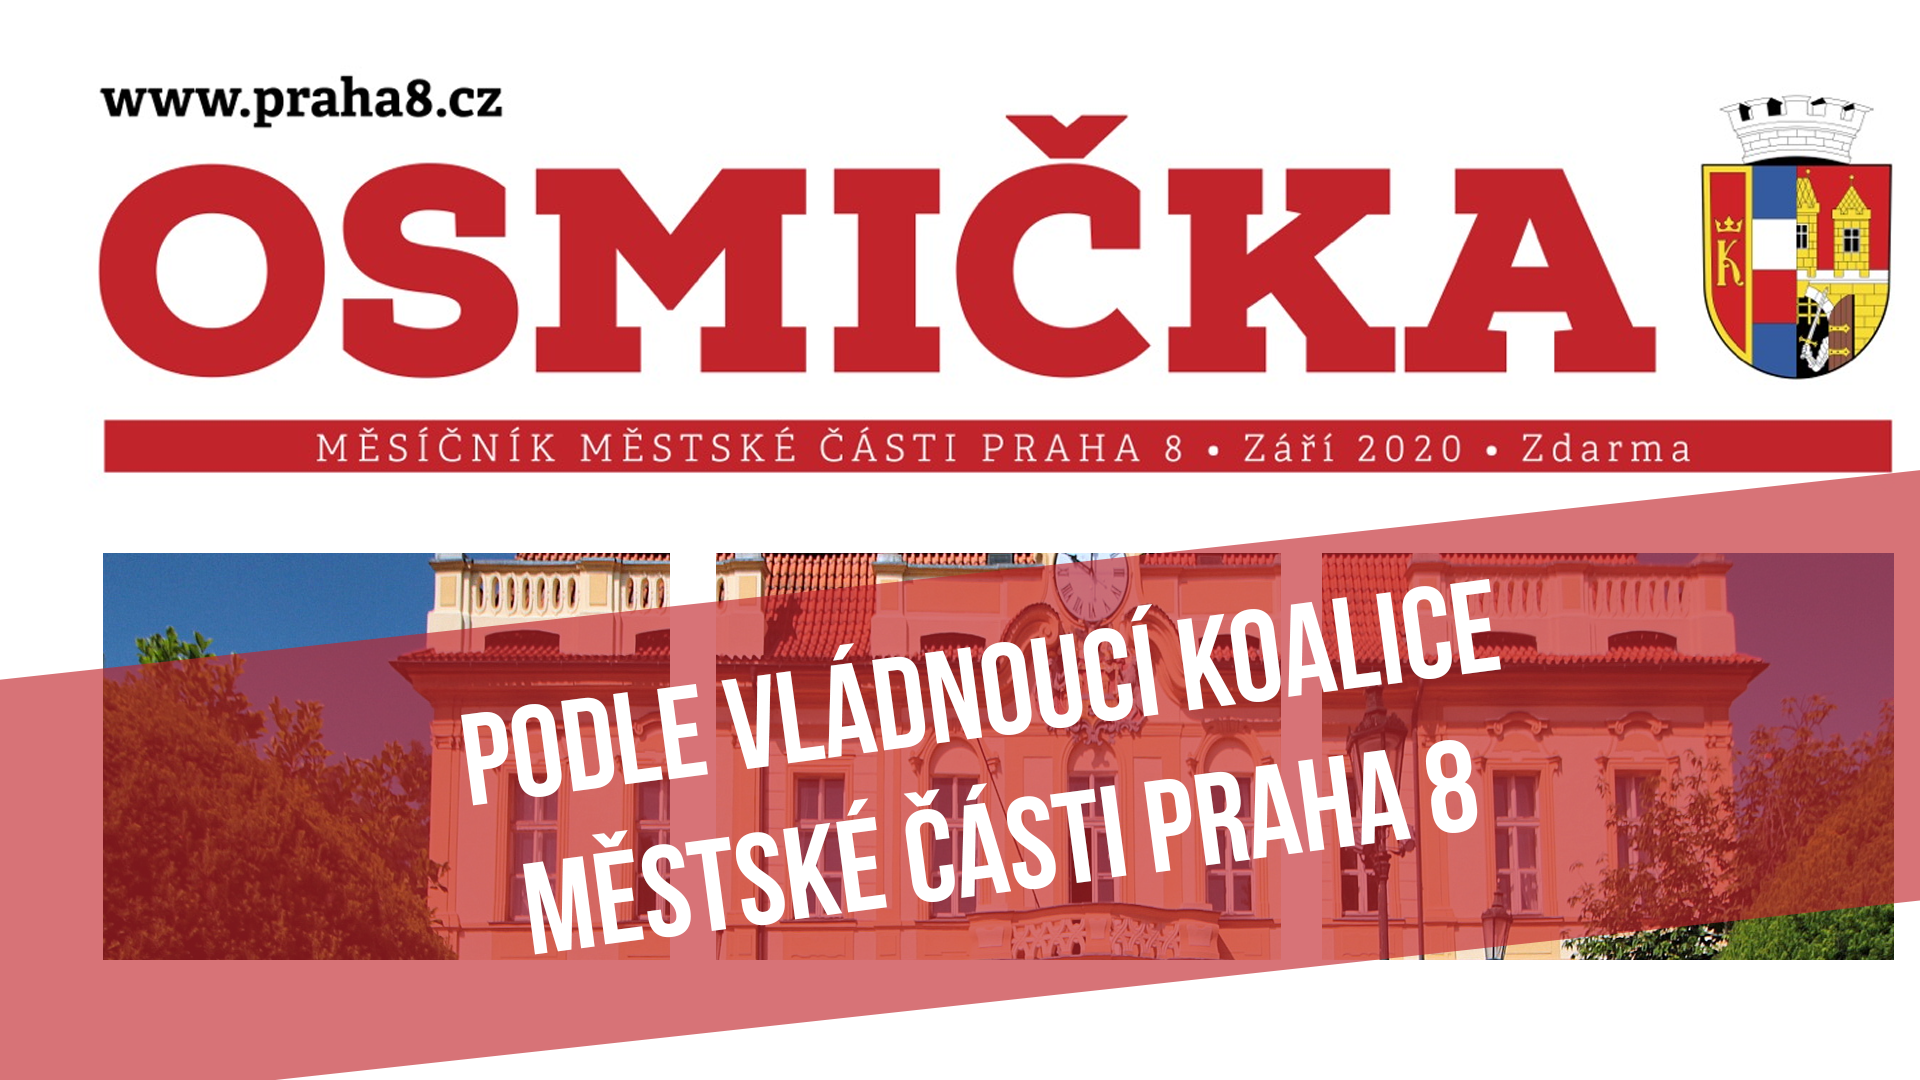 www.praha8.cz
OSMIČKA
MĚSÍČNÍK MĚSTSKÉ ČÁSTI PRAHA 8 • Září 2020 • Zdarma
K
PODLE VLÁDNOUCÍ KOALICE
MĚSTSKÉ ČÁSTI PRAHA 8